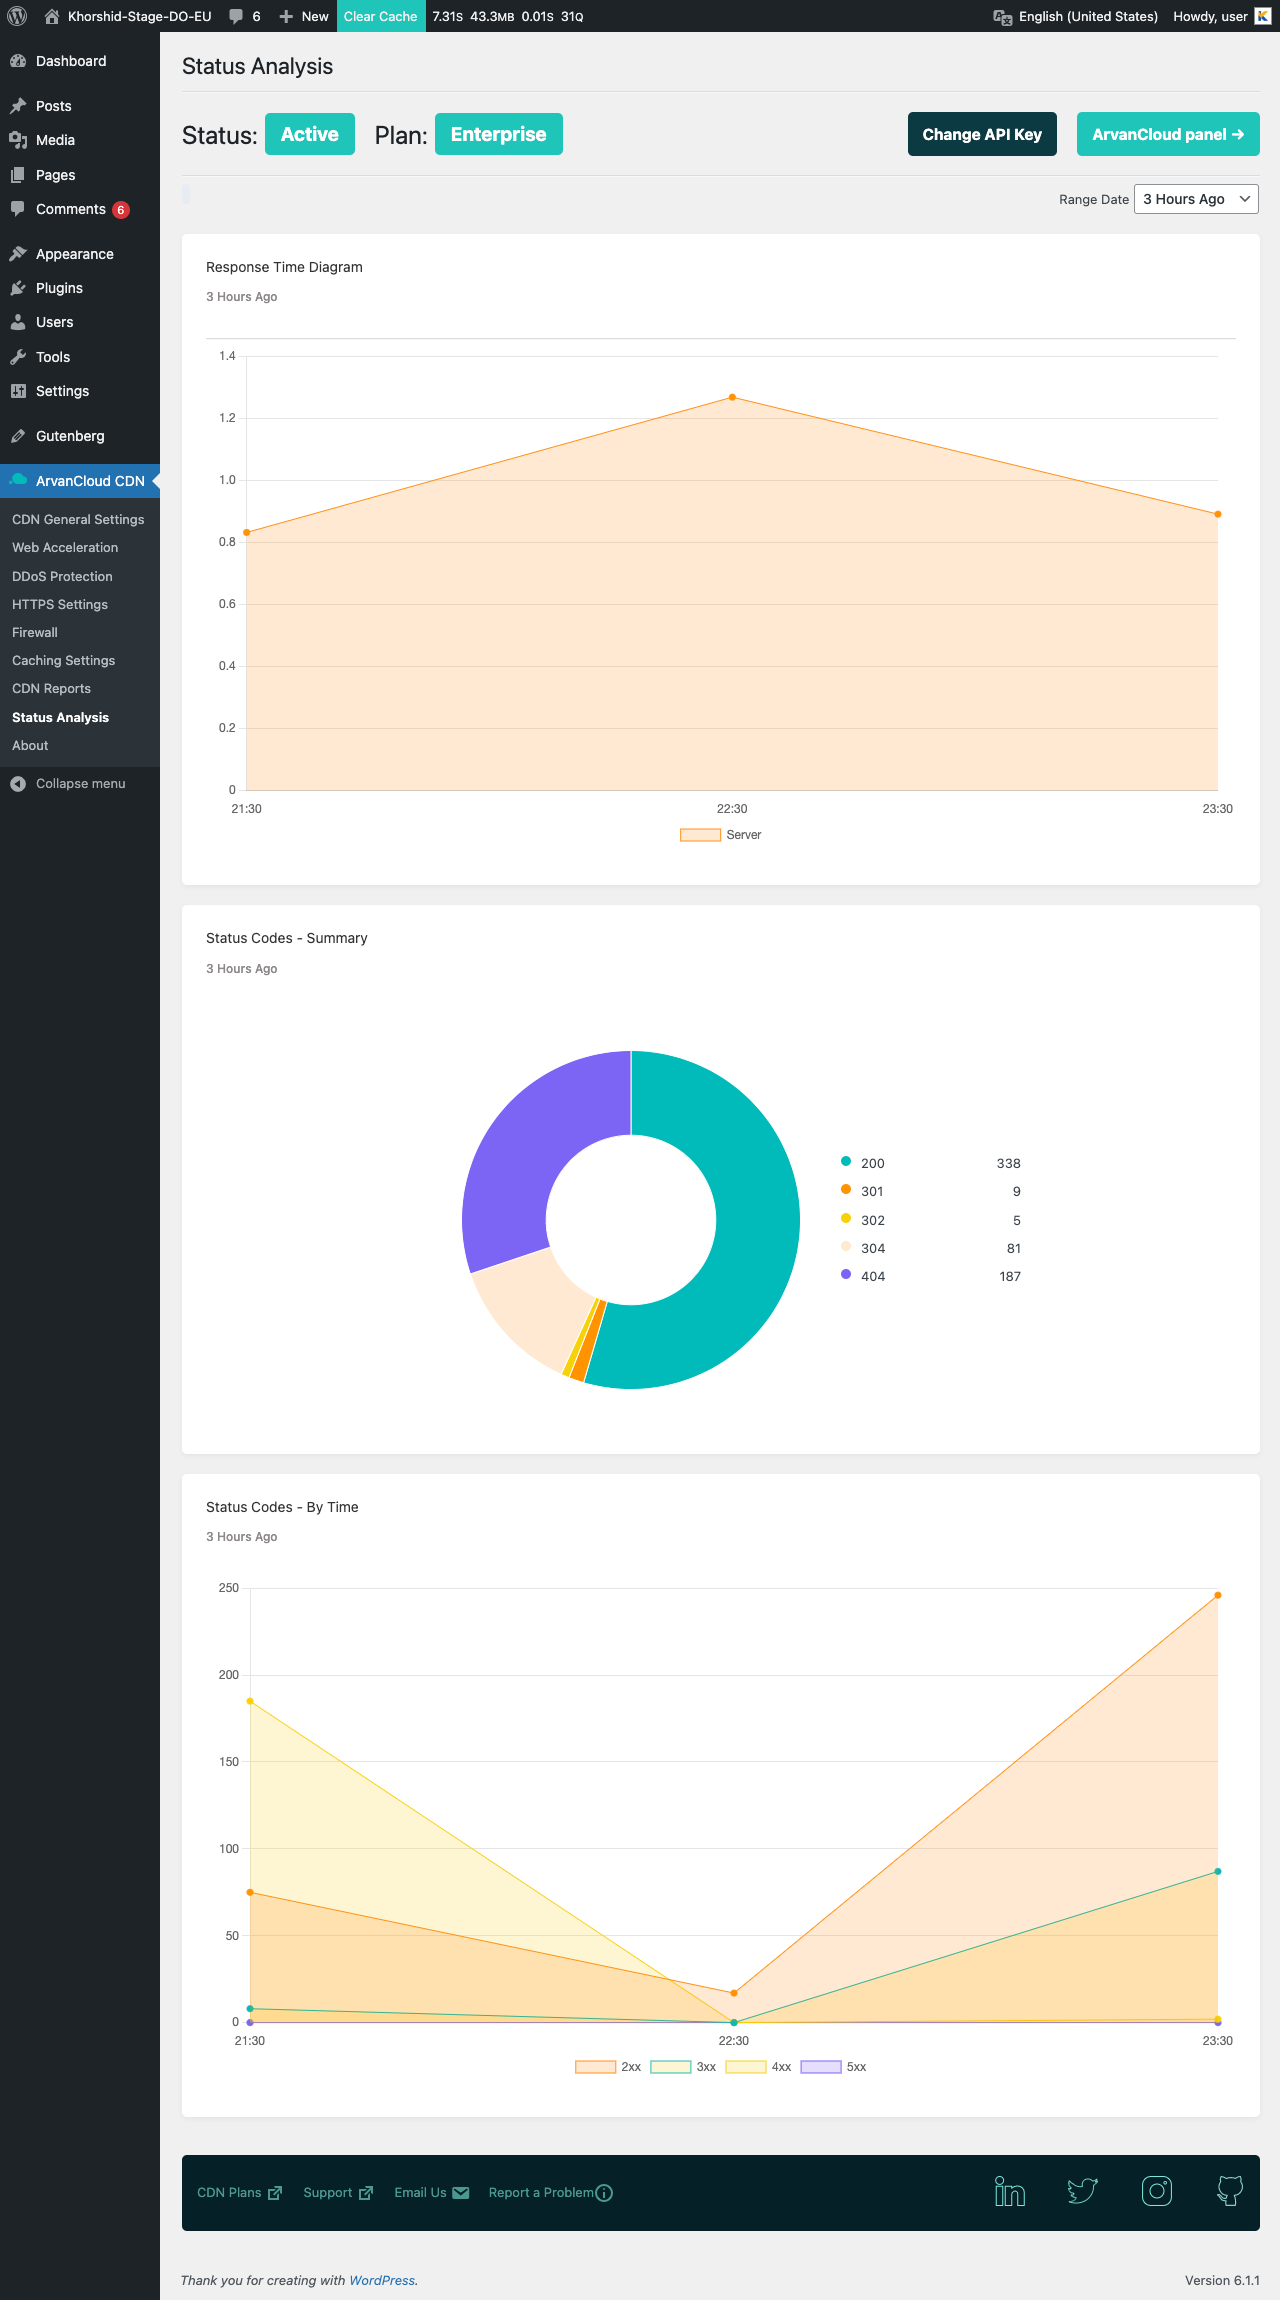 Khorshid-Stage-DO-EU 6 New Clear Cache 7.31S 43.3MB 0.01S 31Q English (United States) Howdy, user
Dashboard
Posts
Media
Pages
Comments 6
Appearance
Plugins
Users
Tools
Settings
Gutenberg
ArvanCloud CDN
CDN General Settings
Web Acceleration
DDoS Protection
HTTPS Settings
Firewall
Caching Settings
CDN Reports
Status Analysis
About
Collapse menu
Status Analysis
Status: Active Plan: Enterprise Change API Key ArvanCloud panel →
Range Date 3 Hours Ago
Response Time Diagram
3 Hours Ago
1.4
1.2
1.0
0.8
0.6
0.4
0.2
0
21:30 22:30 23:30
Server
Status Codes - Summary
3 Hours Ago
200 338
301 9
302 5
304 81
404 187
Status Codes - By Time
3 Hours Ago
250
200
150
100
50
0
21:30 22:30 23:30
2xx 3xx 4xx 5xx
CDN Plans Support Email Us Report a Problem
Thank you for creating with WordPress. Version 6.1.1